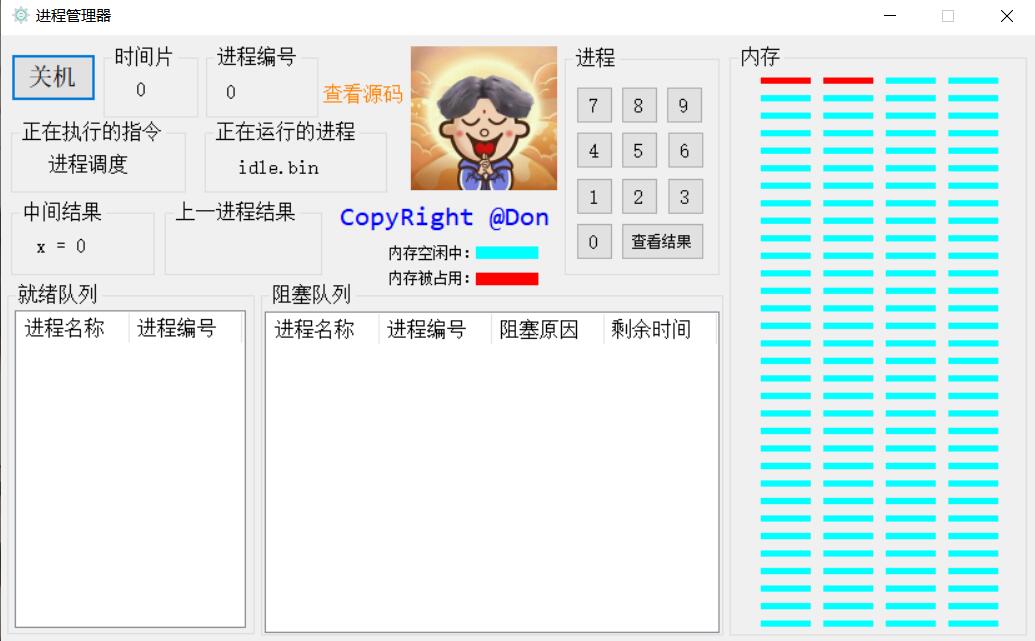 进程管理器
关机
时间片
0
进程编号
0
查看源码
正在执行的指令
进程调度
正在运行的进程
idle.bin
中间结果
x = 0
上一进程结果
CopyRight @Don
内存空闲中：
内存被占用：
进程
7 8 9
4 5 6
1 2 3
0 查看结果
内存
就绪队列
进程名称 进程编号
阻塞队列
进程名称 进程编号 阻塞原因 剩余时间